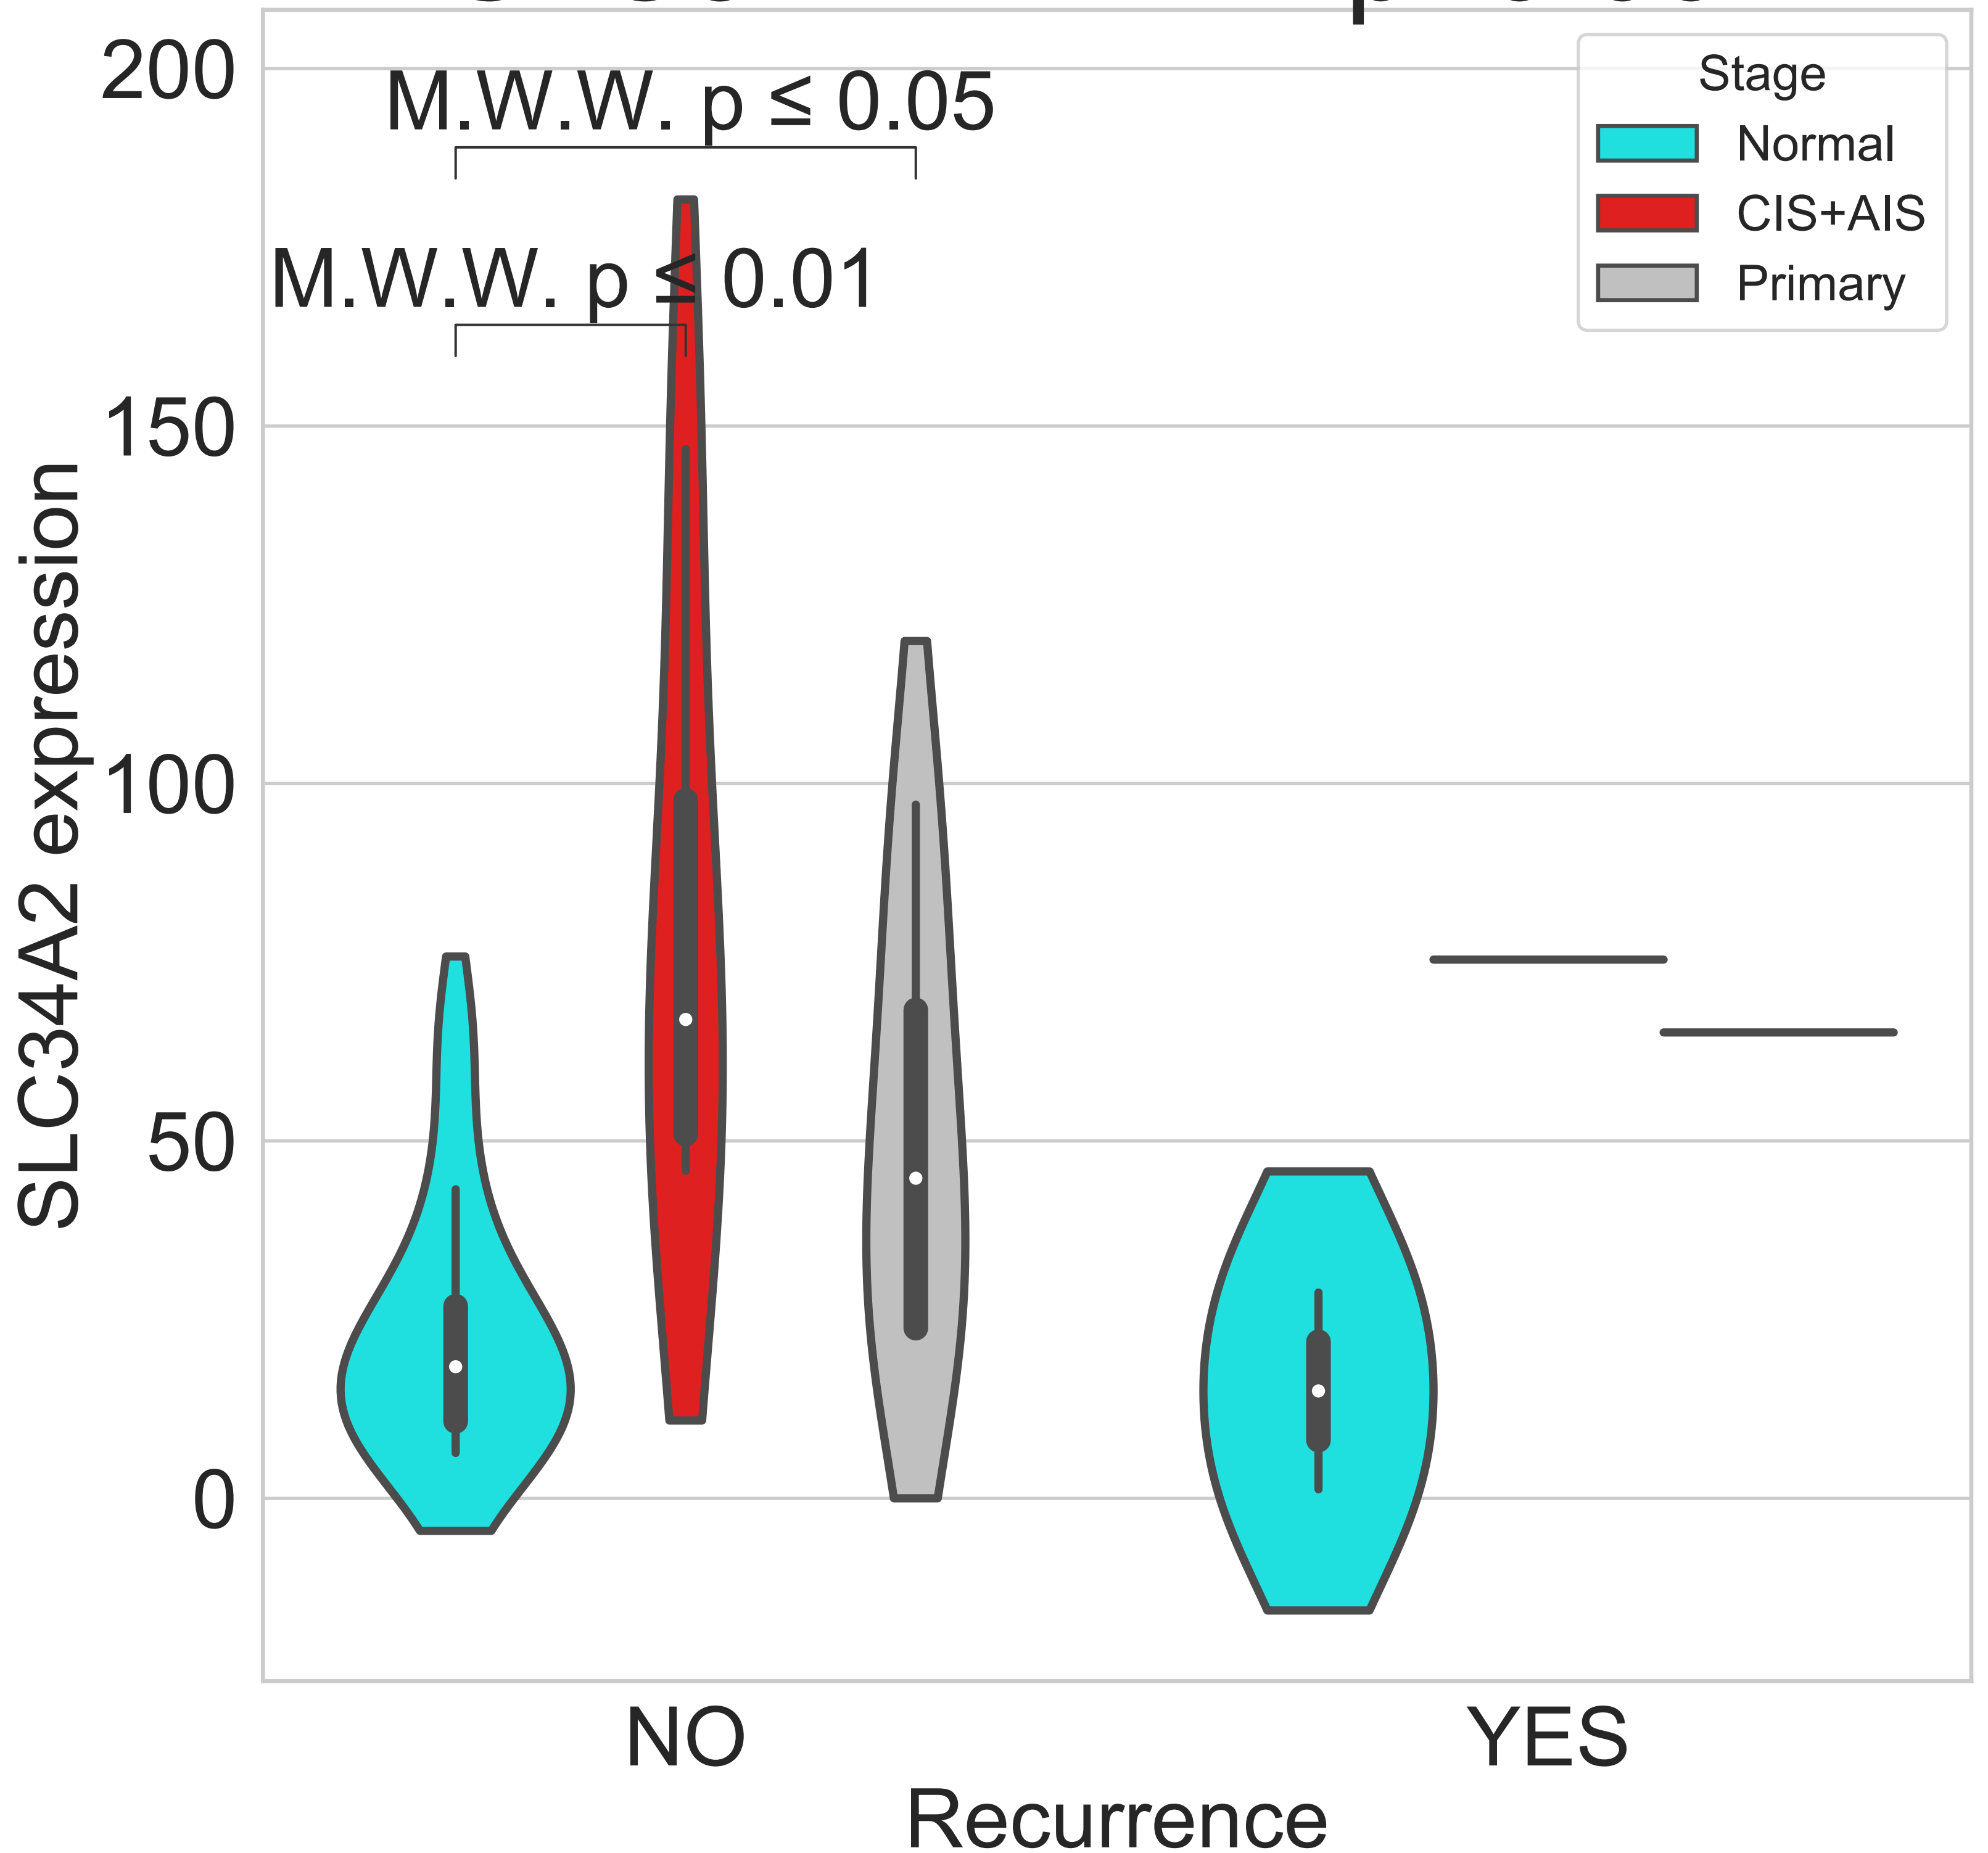 200
M.W.W. p ≤ 0.05
M.W.W. p ≤ 0.01
150
100
50
0
SLC34A2 expression
Stage
Normal
CIS+AIS
Primary
NO
YES
Recurrence